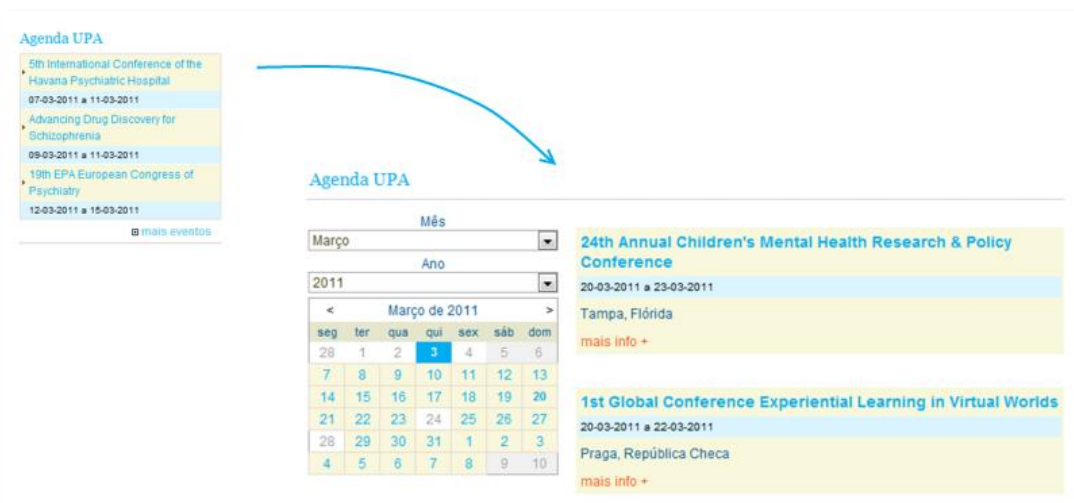 Agenda UPA
5th International Conference of the
Havana Psychiatric Hospital
07-03-2011 a 11-03-2011
Advancing Drug Discovery for
Schizophrenia
09-03-2011 a 11-03-2011
19th EPA European Congress of
Psychiatry
12-03-2011 a 15-03-2011
mais eventos
Agenda UPA
Mês
Março
Ano
2011
< Março de 2011 >
seg ter qua qui sex sáb dom
28 1 2 3 4 5 6
7 8 9 10 11 12 13
14 15 16 17 18 19 20
21 22 23 24 25 26 27
28 29 30 31 1 2 3
4 5 6 7 8 9 10
24th Annual Children's Mental Health Research & Policy
Conference
20-03-2011 a 23-03-2011
Tampa, Flórida
mais info +
1st Global Conference Experiential Learning in Virtual Worlds
20-03-2011 a 22-03-2011
Praga, República Checa
mais info +